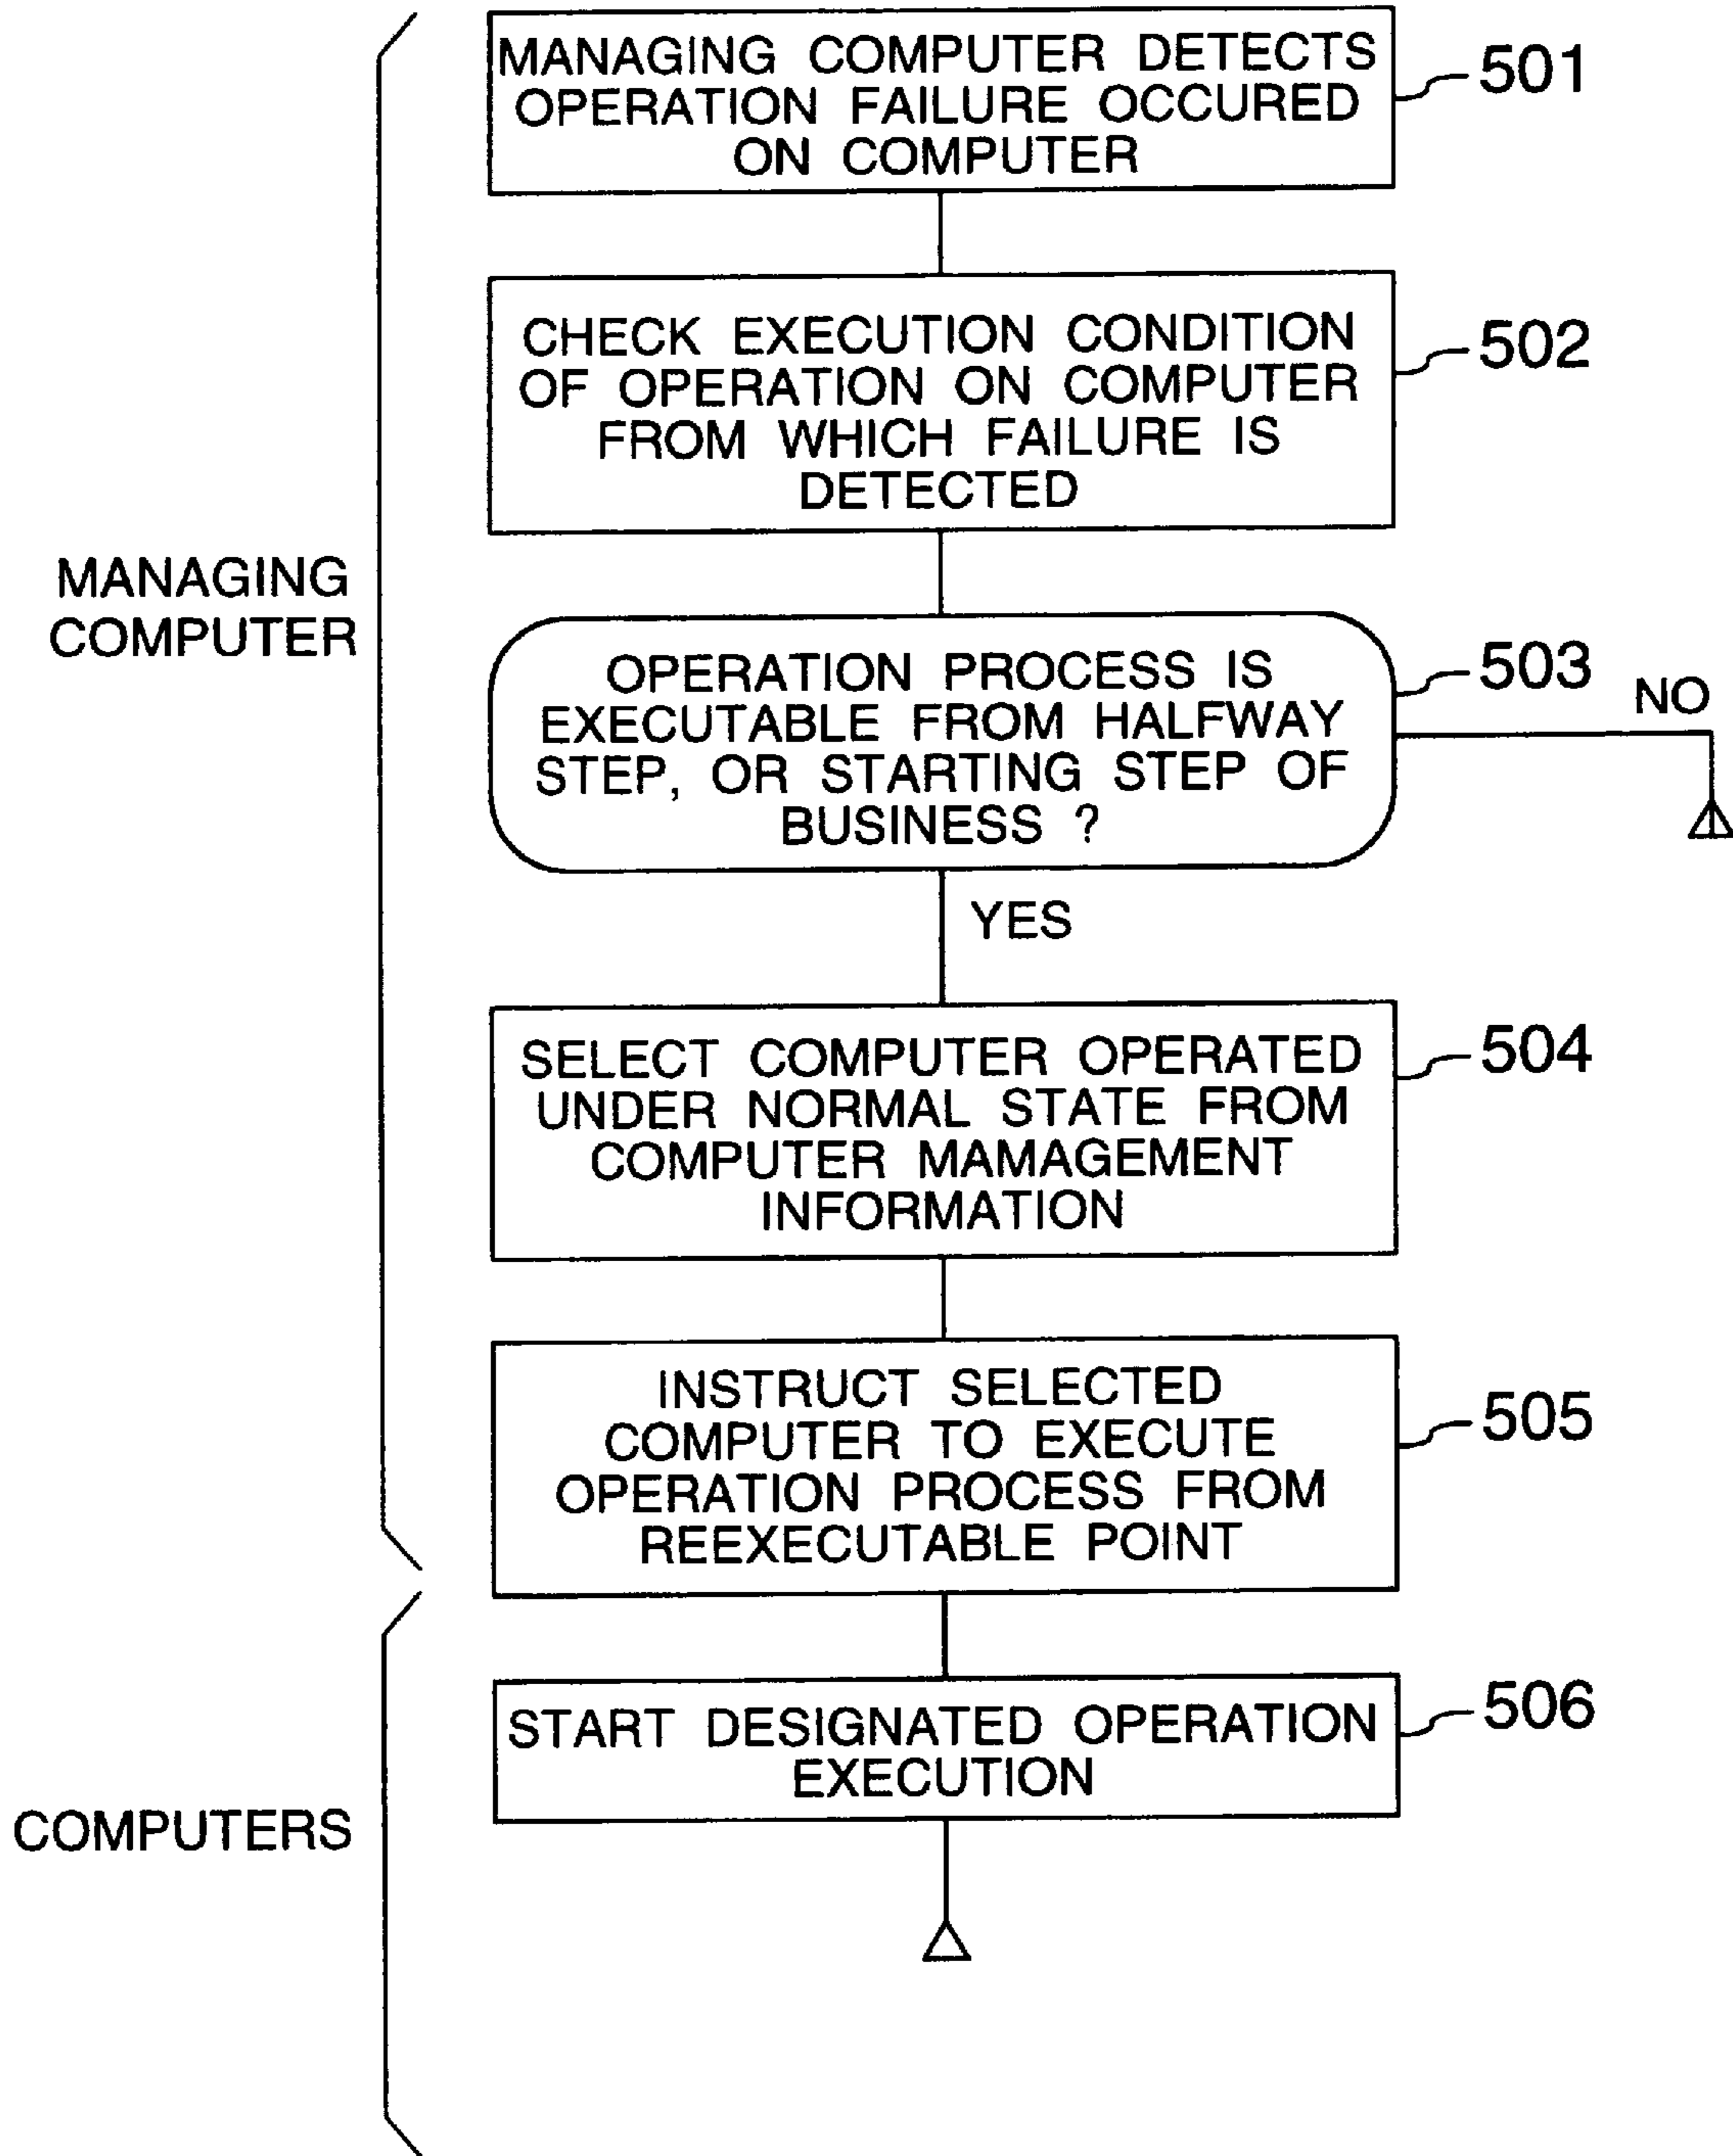 MANAGING COMPUTER DETECTS
OPERATION FAILURE OCCURED
ON COMPUTER
501
CHECK EXECUTION CONDITION
OF OPERATION ON COMPUTER
FROM WHICH FAILURE IS
DETECTED
502
MANAGING
COMPUTER
OPERATION PROCESS IS
EXECUTABLE FROM HALFWAY
STEP, OR STARTING STEP OF
BUSINESS ?
503
NO
YES
SELECT COMPUTER OPERATED
UNDER NORMAL STATE FROM
COMPUTER MAMAGEMENT
INFORMATION
504
INSTRUCT SELECTED
COMPUTER TO EXECUTE
OPERATION PROCESS FROM
REEXECUTABLE POINT
505
START DESIGNATED OPERATION
EXECUTION
506
COMPUTERS